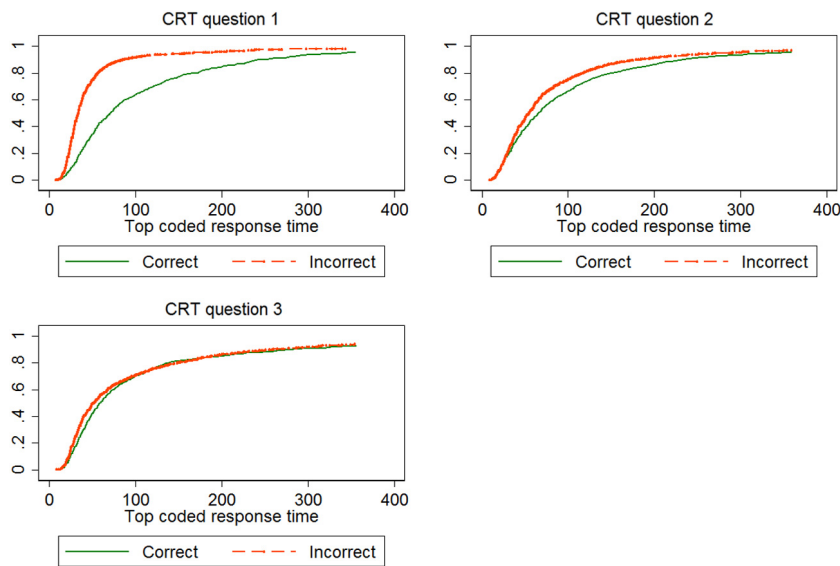 CRT question 1
0 .2 .4 .6 .8 1
0 100 200 300 400
Top coded response time
Correct Incorrect
CRT question 2
0 .2 .4 .6 .8 1
0 100 200 300 400
Top coded response time
Correct Incorrect
CRT question 3
0 .2 .4 .6 .8 1
0 100 200 300 400
Top coded response time
Correct Incorrect